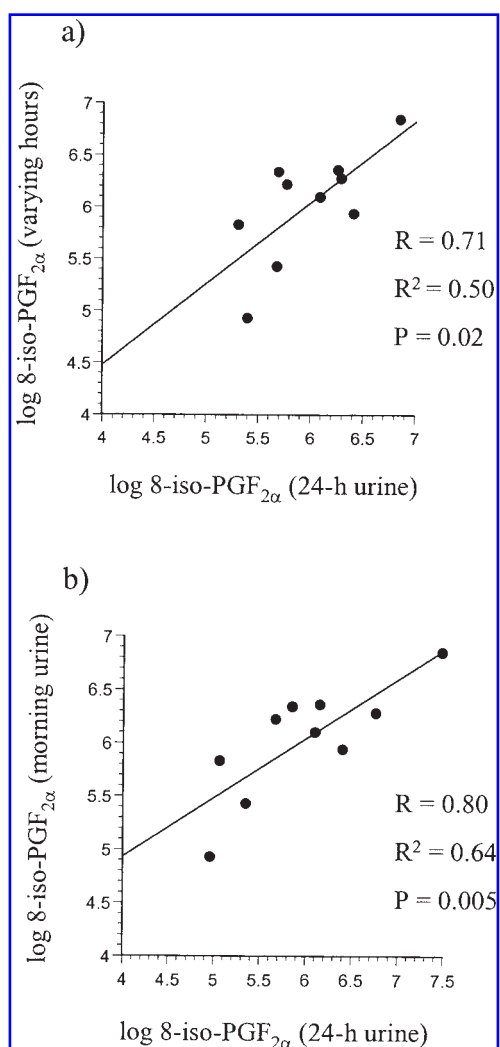 a)
log 8-iso-PGF2α (varying hours)
7
6.5
6
5.5
5
4.5
4
4
4.5
5
5.5
6
6.5
7
R = 0.71
R² = 0.50
P = 0.02
log 8-iso-PGF2α (24-h urine)
b)
log 8-iso-PGF2α (morning urine)
7
6.5
6
5.5
5
4.5
4
4
4.5
5
5.5
6
6.5
7
7.5
R = 0.80
R² = 0.64
P = 0.005
log 8-iso-PGF2α (24-h urine)